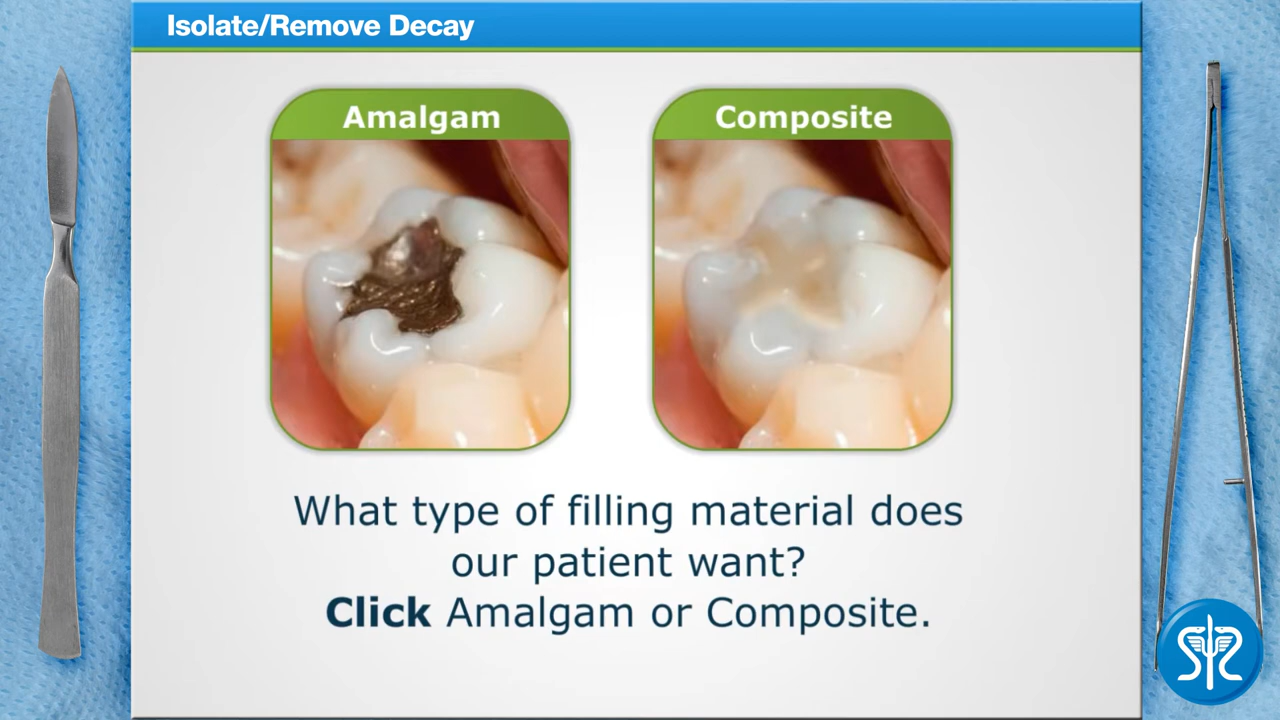 Isolate/Remove Decay
Amalgam
Composite
What type of filling material does
our patient want?
Click Amalgam or Composite.